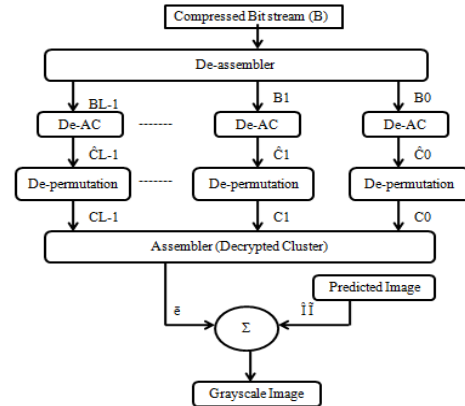 Compressed Bit stream (B)
De-assembler
BL-1 B1 B0
De-AC ------- De-AC De-AC
ĈL-1 Ĉ1 Ĉ0
De-permutation ------- De-permutation De-permutation
CL-1 C1 C0
Assembler (Decrypted Cluster)
Predicted Image
ē Σ ÎĨ
Grayscale Image